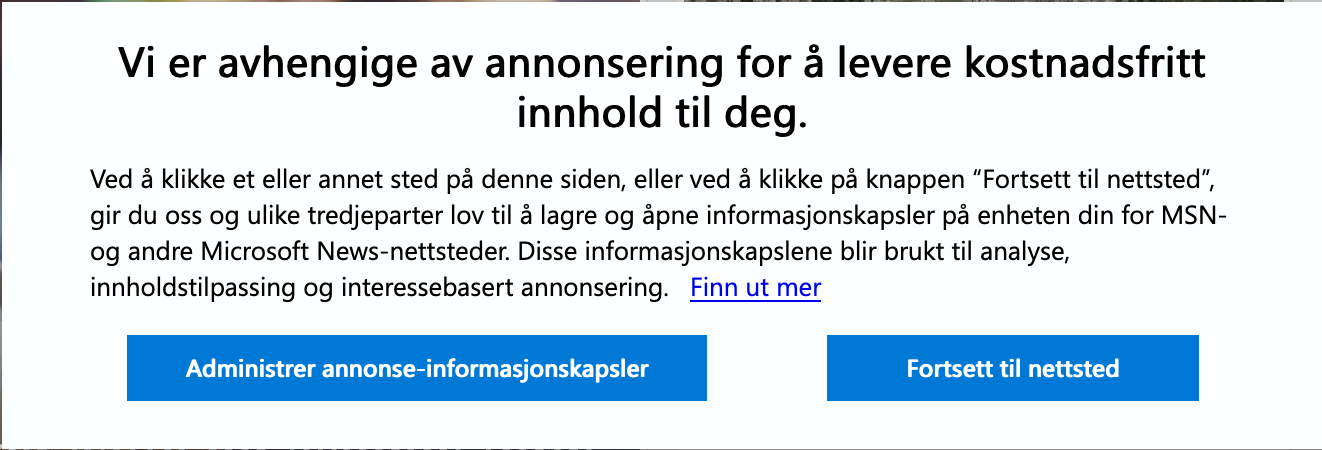 Vi er avhengige av annonsering for å levere kostnadsfritt
innhold til deg.
Ved å klikke et eller annet sted på denne siden, eller ved å klikke på knappen “Fortsett til nettsted”,
gir du oss og ulike tredjeparter lov til å lagre og åpne informasjonskapsler på enheten din for MSN-
og andre Microsoft News-nettsteder. Disse informasjonskapslene blir brukt til analyse,
innholdstilpassing og interessebasert annonsering. Finn ut mer
Administrer annonse-informasjonskapsler
Fortsett til nettsted